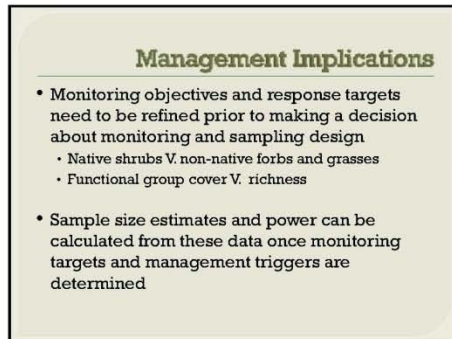 Management Implications
• Monitoring objectives and response targets
need to be refined prior to making a decision
about monitoring and sampling design
• Native shrubs V. non-native forbs and grasses
• Functional group cover V. richness
• Sample size estimates and power can be
calculated from these data once monitoring
targets and management triggers are
determined